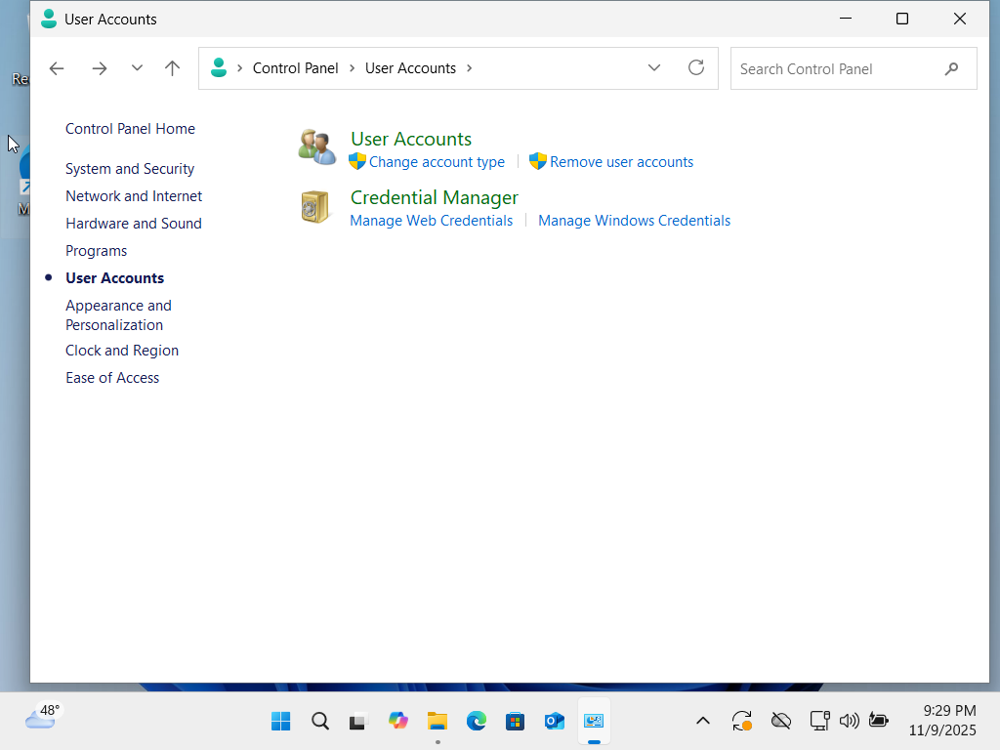 User Accounts
Control Panel
User Accounts
Search Control Panel
Re
M
Control Panel Home
System and Security
Network and Internet
Hardware and Sound
Programs
User Accounts
Appearance and
Personalization
Clock and Region
Ease of Access
User Accounts
Change account type
Remove user accounts
Credential Manager
Manage Web Credentials
Manage Windows Credentials
48°
9:29 PM
11/9/2025